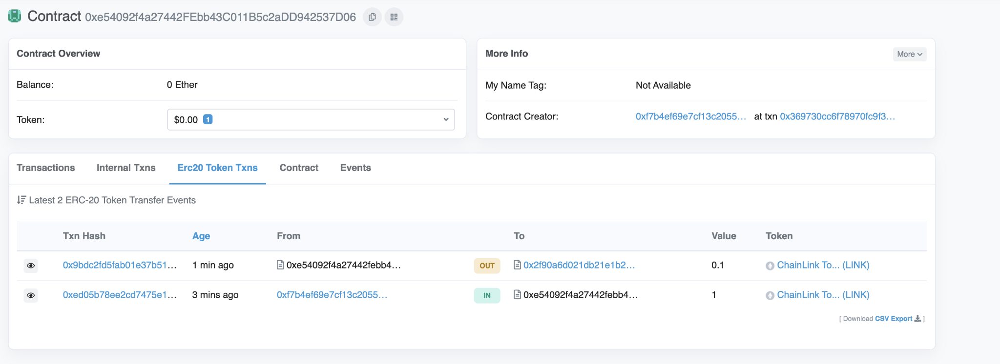 Contract 0xe54092f4a27442FEbb43C011B5c2aDD942537D06
Contract Overview
Balance: 0 Ether
Token: $0.00 1
More Info More
My Name Tag: Not Available
Contract Creator: 0xf7b4ef69e7cf13c2055... at txn 0x369730cc6f78970fc9f3...
Transactions Internal Txns Erc20 Token Txns Contract Events
Latest 2 ERC-20 Token Transfer Events
Txn Hash Age From To Value Token
0x9bdc2fd5fab01e37b51... 1 min ago 0xe54092f4a27442febb4... OUT 0x2f90a6d021db21e1b2... 0.1 ChainLink To... (LINK)
0xed05b78ee2cd7475e1... 3 mins ago 0xf7b4ef69e7cf13c2055... IN 0xe54092f4a27442febb4... 1 ChainLink To... (LINK)
[ Download CSV Export ]